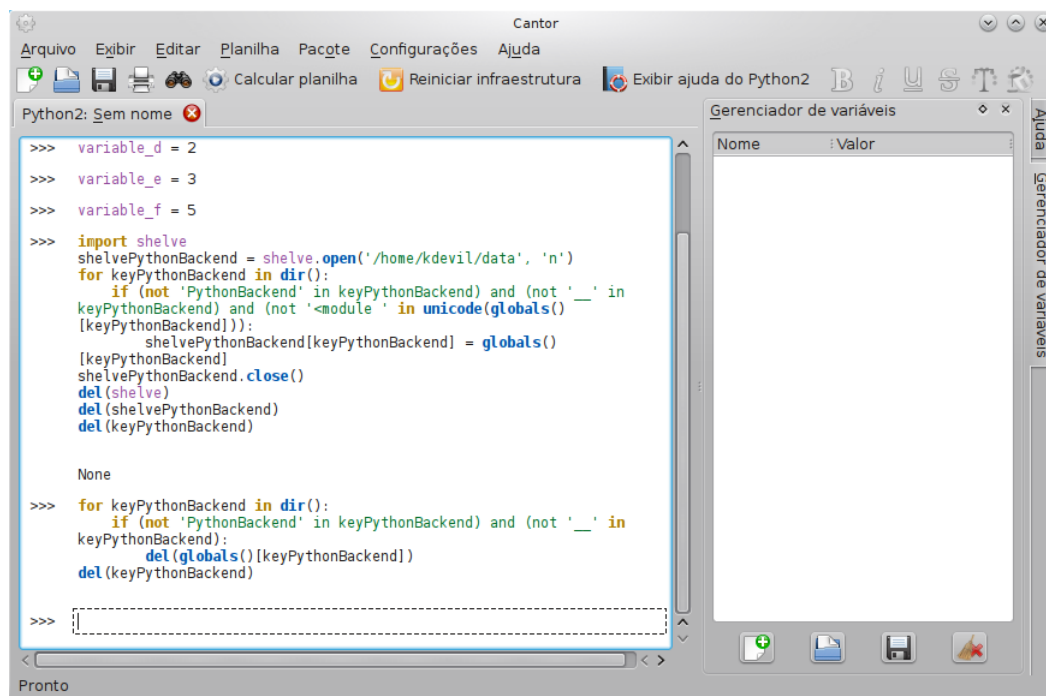 Cantor
Arquivo Exibir Editar Planilha Pacote Configurações Ajuda
Calcular planilha Reiniciar infraestrutura Exibir ajuda do Python2 B i U S T
Python2: Sem nome
Gerenciador de variáveis
Nome Valor
Ajuda
Gerenciador de variáveis
>>> variable_d = 2
>>> variable_e = 3
>>> variable_f = 5
>>> import shelve
shelvePythonBackend = shelve.open('/home/kdevil/data', 'n')
for keyPythonBackend in dir():
    if (not 'PythonBackend' in keyPythonBackend) and (not '__' in
keyPythonBackend) and (not '<module ' in unicode(globals()
[keyPythonBackend])):
        shelvePythonBackend[keyPythonBackend] = globals()
[keyPythonBackend]
shelvePythonBackend.close()
del(shelve)
del(shelvePythonBackend)
del(keyPythonBackend)
None
>>> for keyPythonBackend in dir():
    if (not 'PythonBackend' in keyPythonBackend) and (not '__' in
keyPythonBackend):
        del(globals()[keyPythonBackend])
del(keyPythonBackend)
>>>
Pronto